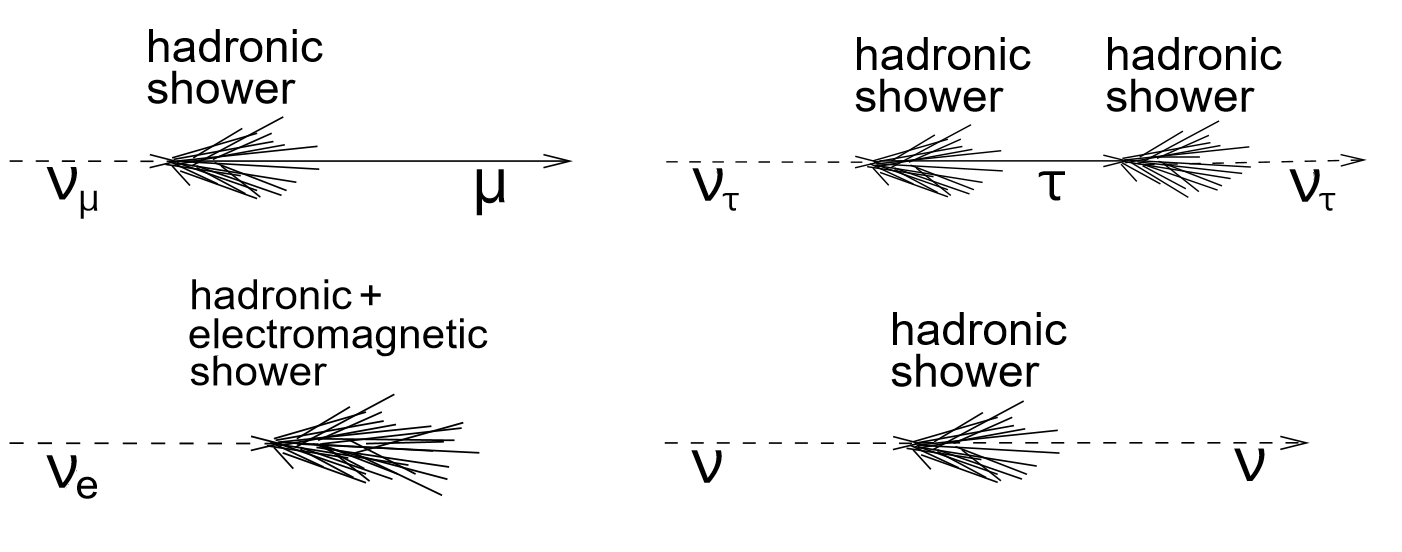 hadronic
shower
ν_μ
μ
hadronic
shower
hadronic
shower
ν_τ
τ
ν_τ
hadronic +
electromagnetic
shower
ν_e
hadronic
shower
ν
ν